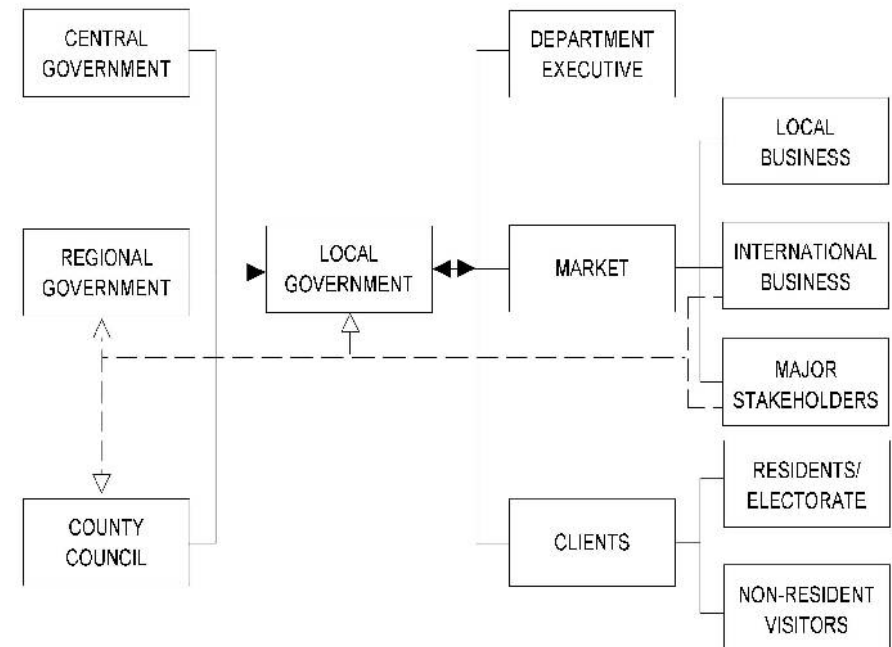 CENTRAL
GOVERNMENT
DEPARTMENT
EXECUTIVE
LOCAL
BUSINESS
REGIONAL
GOVERNMENT
LOCAL
GOVERNMENT
MARKET
INTERNATIONAL
BUSINESS
MAJOR
STAKEHOLDERS
RESIDENTS/
ELECTORATE
COUNTY
COUNCIL
CLIENTS
NON-RESIDENT
VISITORS